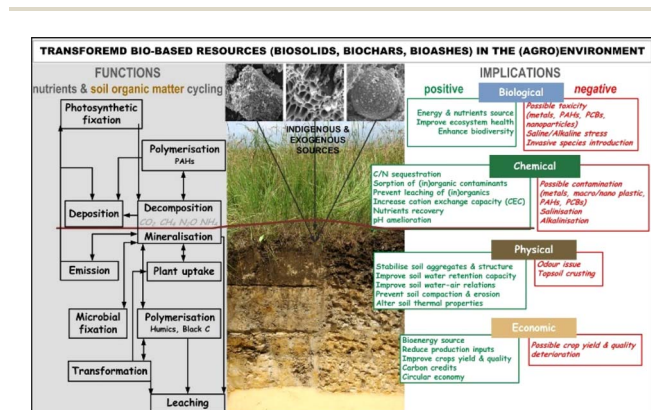 TRANSFOREMD BIO-BASED RESOURCES (BIOSOLIDS, BIOCHARS, BIOASHES) IN THE (AGRO)ENVIRONMENT
FUNCTIONS
nutrients & soil organic matter cycling
Photosynthetic
fixation
Polymerisation
PAHs
Deposition
Decomposition
CO₂ CH₄ N₂O NH₄
Mineralisation
Emission
Plant uptake
Microbial
fixation
Polymerisation
Humics, Black C
Transformation
Leaching
INDIGENOUS &
EXOGENOUS
SOURCES
IMPLICATIONS
positive
negative
Biological
Energy & nutrients source
Improve ecosystem health
Enhance biodiversity
Possible toxicity
(metals, PAHs, PCBs,
nanoparticles)
Saline/Alkaline stress
Invasive species introduction
Chemical
C/N sequestration
Sorption of (in)organic contaminants
Prevent leaching of (in)organics
Increase cation exchange capacity (CEC)
Nutrients recovery
pH amelioration
Possible contamination
(metals, macro/nano plastic,
PAHs, PCBs)
Salinisation
Alkalinisation
Physical
Stabilise soil aggregates & structure
Improve soil water retention capacity
Improve soil water-air relations
Prevent soil compaction & erosion
Alter soil thermal properties
Odour issue
Topsoil crusting
Economic
Bioenergy source
Reduce production inputs
Improve crops yield & quality
Carbon credits
Circular economy
Possible crop yield & quality
deterioration